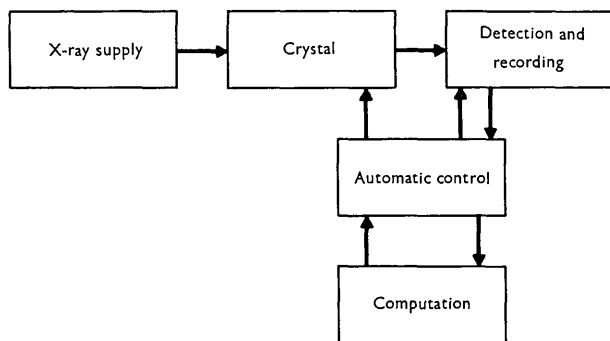 X-ray supply
Crystal
Detection and
recording
Automatic control
Computation